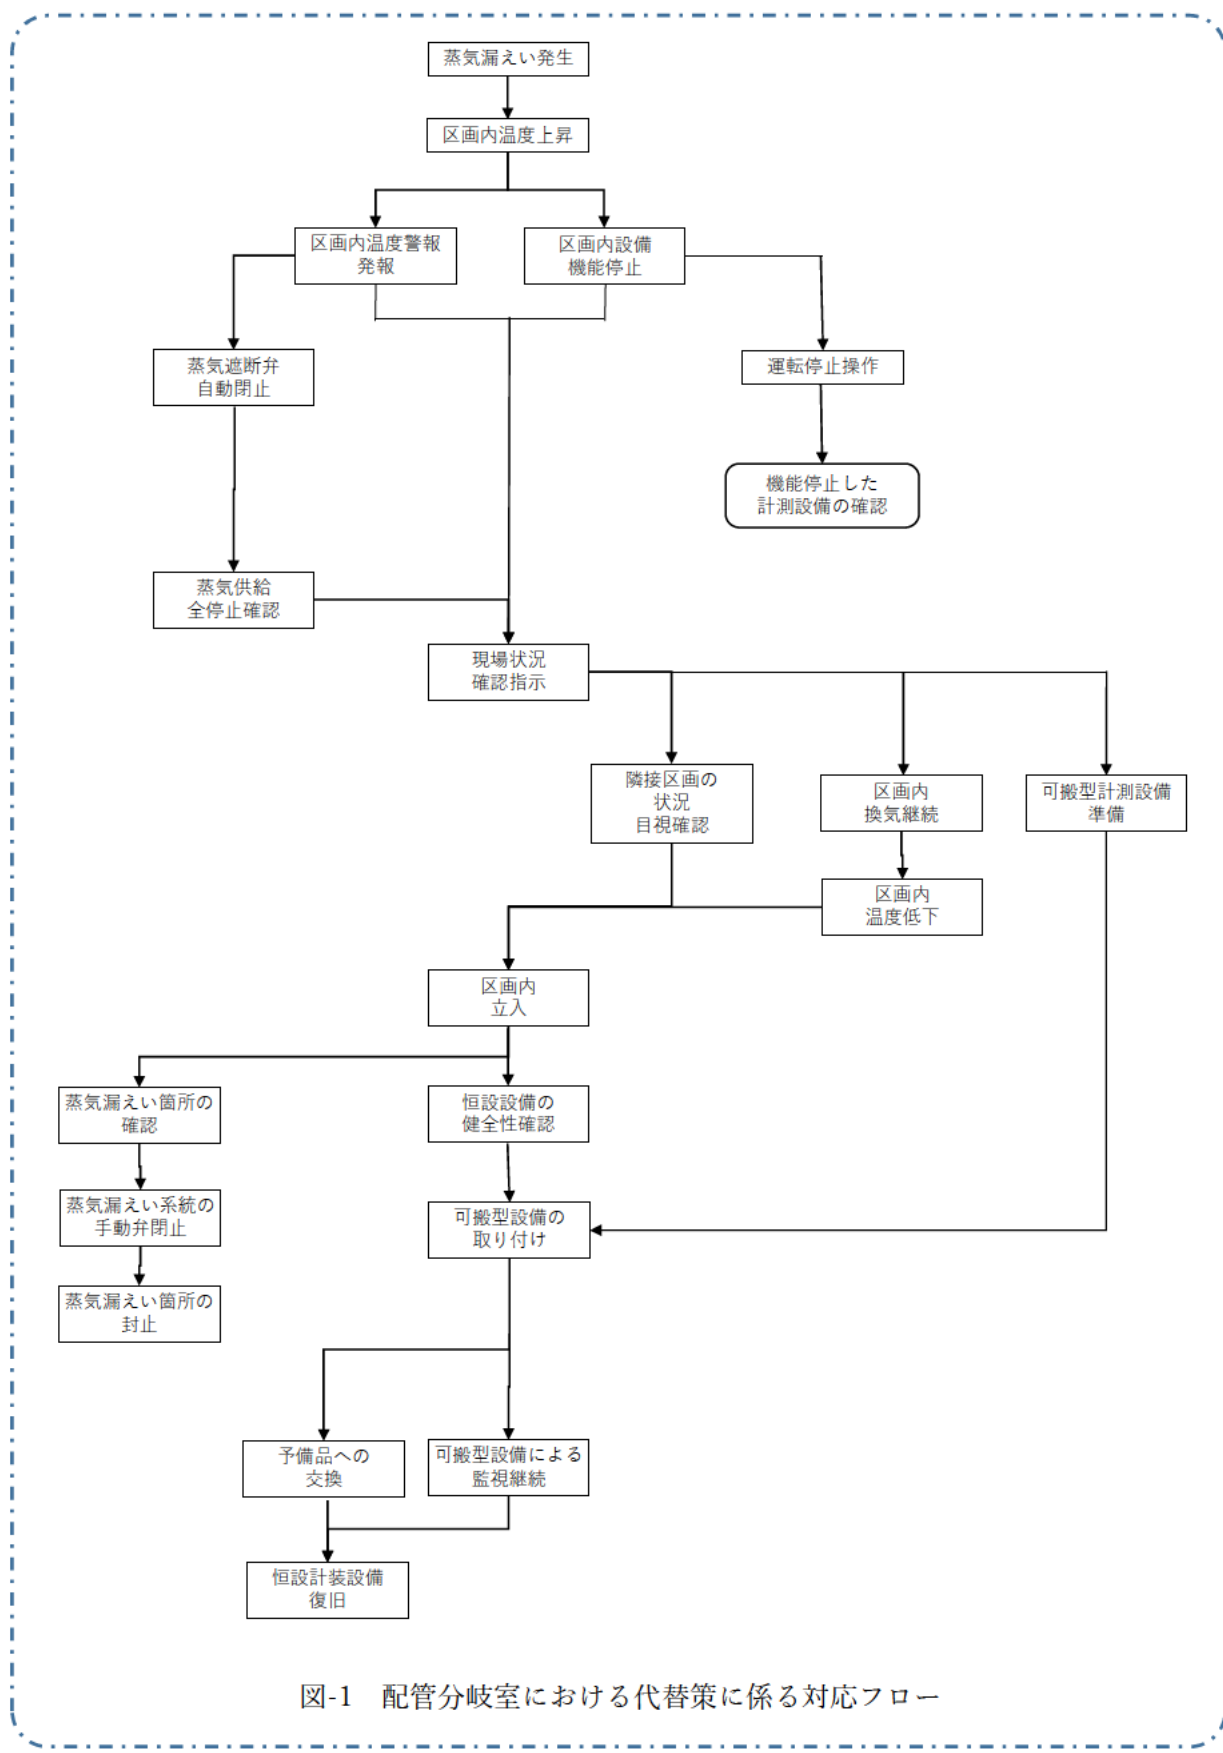 蒸気漏えい発生
区画内温度上昇
区画内温度警報
発報
区画内設備
機能停止
蒸気遮断弁
自動閉止
運転停止操作
機能停止した
計測設備の確認
蒸気供給
全停止確認
現場状況
確認指示
隣接区画の
状況
目視確認
区画内
換気継続
可搬型計測設備
準備
区画内
温度低下
区画内
立入
蒸気漏えい箇所の
確認
恒設設備の
健全性確認
蒸気漏えい系統の
手動弁閉止
可搬型設備の
取り付け
蒸気漏えい箇所の
封止
予備品への
交換
可搬型設備による
監視継続
恒設計装設備
復旧
図-1　配管分岐室における代替策に係る対応フロー